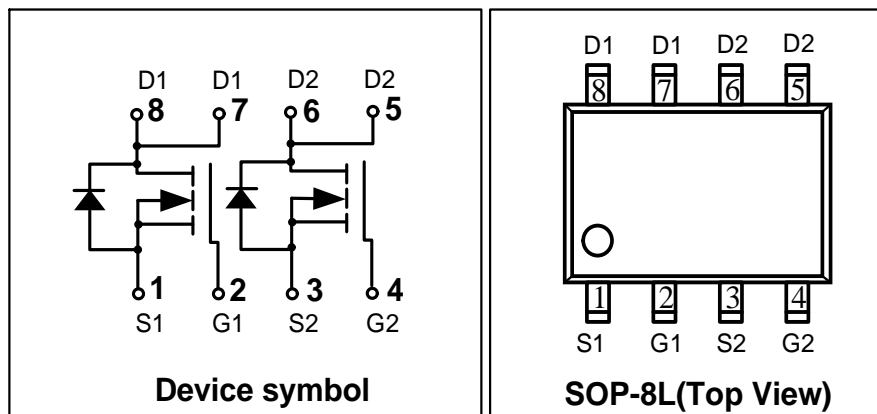 D1 D1 D2 D2
8 7 6 5
1 2 3 4
S1 G1 S2 G2
Device symbol
D1 D1 D2 D2
8 7 6 5
1 2 3 4
S1 G1 S2 G2
SOP-8L(Top View)